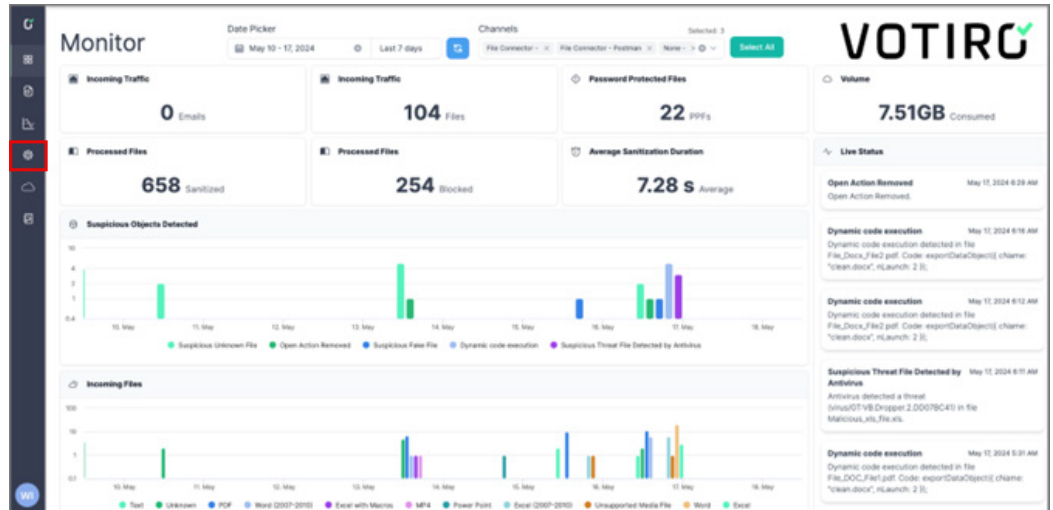 Monitor
Date Picker
May 10 - 17, 2024
Last 7 days
Channels
Selected: 3
File Connector -
File Connector - Postman
None -
Select All
VOTIRO
Incoming Traffic
0 Emails
Incoming Traffic
104 Files
Password Protected Files
22 PPFs
Volume
7.51GB Consumed
Processed Files
658 Sanitized
Processed Files
254 Blocked
Average Sanitization Duration
7.28 s Average
Live Status
Open Action Removed May 17, 2024 6:29 AM
Open Action Removed.
Dynamic code execution May 17, 2024 6:16 AM
Dynamic code execution detected in file
File_Docx_File2.pdf. Code: exportDataObject({ cName:
"clean.docx", nLaunch: 2 });
Dynamic code execution May 17, 2024 6:12 AM
Dynamic code execution detected in file
File_Docx_File2.pdf. Code: exportDataObject({ cName:
"clean.docx", nLaunch: 2 });
Suspicious Threat File Detected by May 17, 2024 6:11 AM
Antivirus
Antivirus detected a threat
(virus/GT:VB.Dropper.2.DD07BC41) in file
Malicious_xls_file.xls.
Dynamic code execution May 17, 2024 5:31 AM
Dynamic code execution detected in file
File_DOC_File1.pdf. Code: exportDataObject({ cName:
"clean.docx", nLaunch: 2 });
Suspicious Objects Detected
10
4
2
1
0.4
10. May 11. May 12. May 13. May 14. May 15. May 16. May 17. May 18. May
Suspicious Unknown File Open Action Removed Suspicious Fake File Dynamic code execution Suspicious Threat File Detected by Antivirus
Incoming Files
100
10
1
0.1
10. May 11. May 12. May 13. May 14. May 15. May 16. May 17. May 18. May
Text Unknown PDF Word (2007-2010) Excel with Macros MP4 Power Point Excel (2007-2010) Unsupported Media File Word Excel
WI